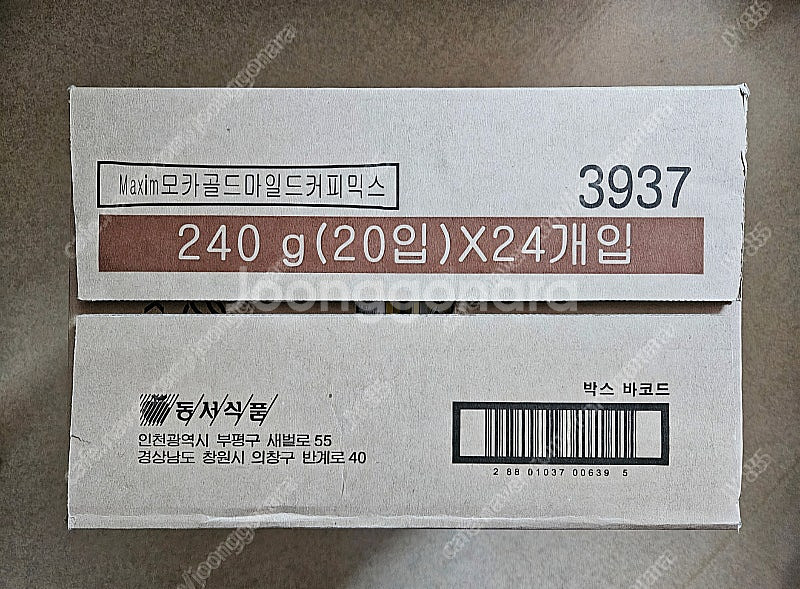 Maxim모카골드마일드커피믹스
3937
240 g(20입)X24개입
Joonggonara
동서식품
인천광역시 부평구 새벌로 55
경상남도 창원시 의창구 반계로 40
박스 바코드
2 88 01037 00639 5